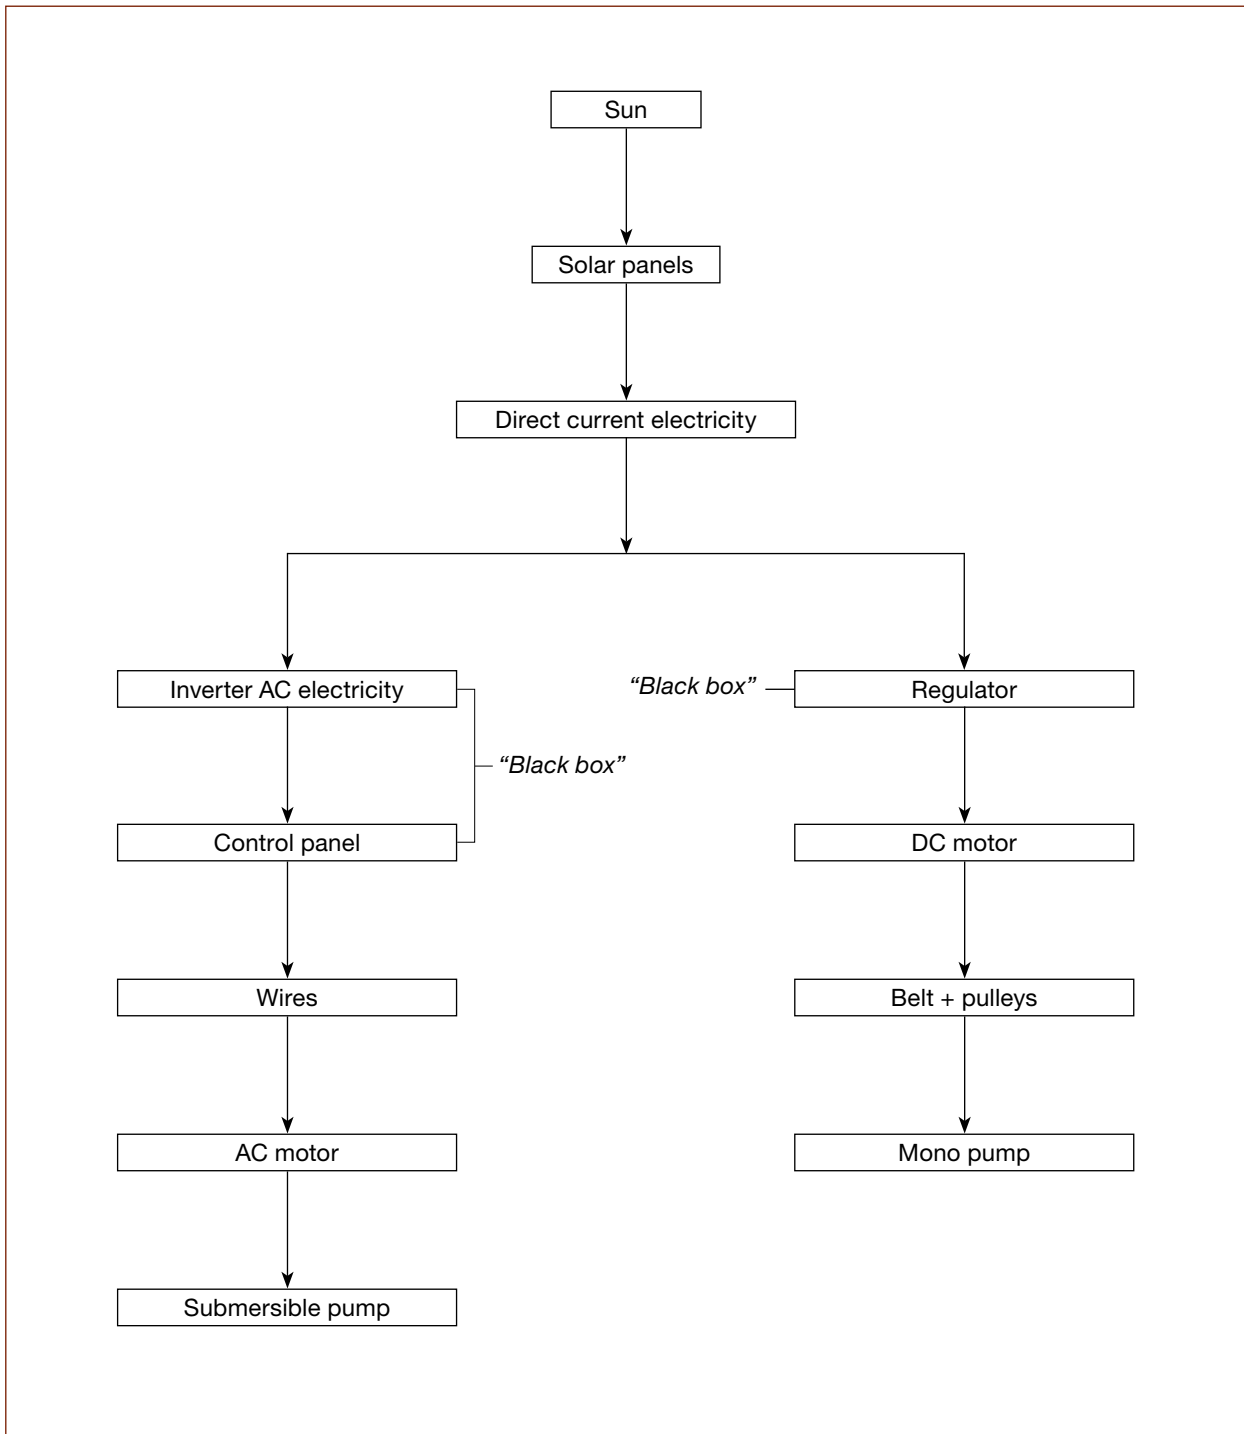 Sun
Solar panels
Direct current electricity
Inverter AC electricity
“Black box”
Regulator
“Black box”
Control panel
DC motor
Wires
Belt + pulleys
AC motor
Mono pump
Submersible pump